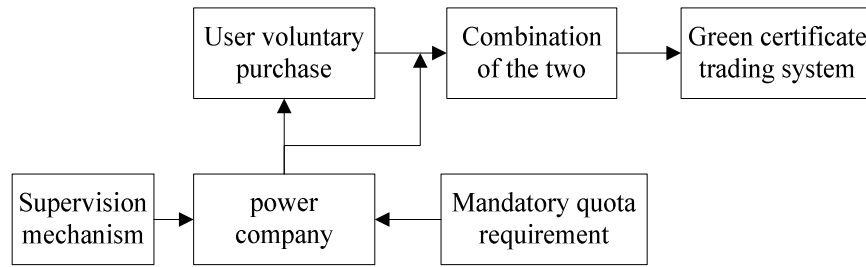 User voluntary
purchase
Combination
of the two
Green certificate
trading system
Supervision
mechanism
power
company
Mandatory quota
requirement